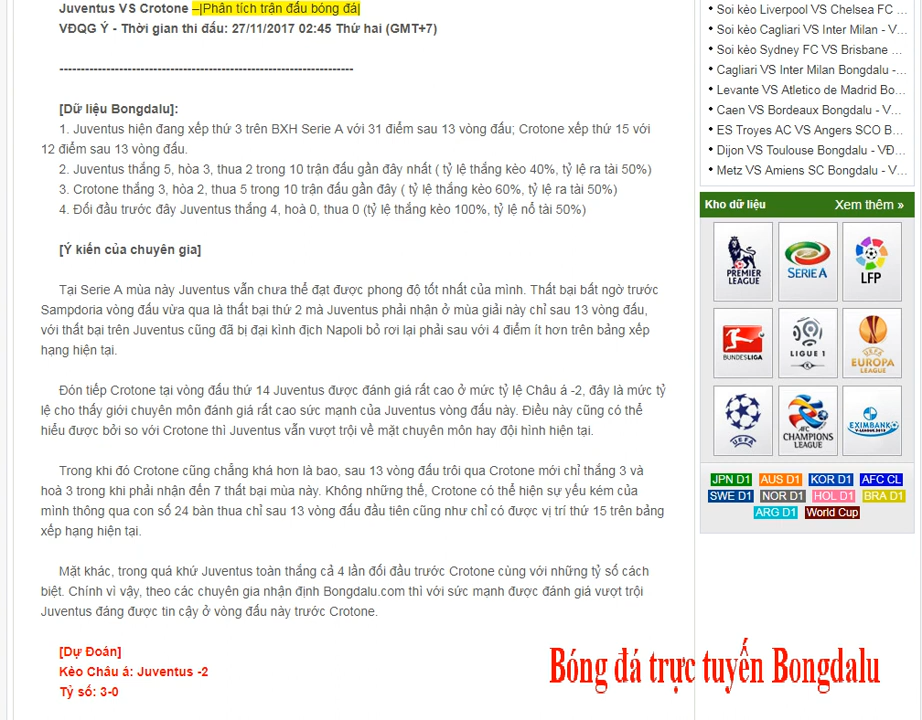 Juventus VS Crotone –|Phân tích trận đấu bóng đá|
VĐQG Ý - Thời gian thi đấu: 27/11/2017 02:45 Thứ hai (GMT+7)
--------------------------------------------------------------------
[Dữ liệu Bongdalu]:
1. Juventus hiện đang xếp thứ 3 trên BXH Serie A với 31 điểm sau 13 vòng đấu; Crotone xếp thứ 15 với
12 điểm sau 13 vòng đấu.
2. Juventus thắng 5, hòa 3, thua 2 trong 10 trận đấu gần đây nhất ( tỷ lệ thắng kèo 40%, tỷ lệ ra tài 50%)
3. Crotone thắng 3, hòa 2, thua 5 trong 10 trận đấu gần đây ( tỷ lệ thắng kèo 60%, tỷ lệ ra tài 50%)
4. Đối đầu trước đây Juventus thắng 4, hoà 0, thua 0 (tỷ lệ thắng kèo 100%, tỷ lệ nổ tài 50%)
[Ý kiến của chuyên gia]
Tại Serie A mùa này Juventus vẫn chưa thể đạt được phong độ tốt nhất của mình. Thất bại bất ngờ trước
Sampdoria vòng đấu vừa qua là thất bại thứ 2 mà Juventus phải nhận ở mùa giải này chỉ sau 13 vòng đấu,
với thất bại trên Juventus cũng đã bị đại kình địch Napoli bỏ rơi lại phải sau với 4 điểm ít hơn trên bảng xếp
hạng hiện tại.
Đón tiếp Crotone tại vòng đấu thứ 14 Juventus được đánh giá rất cao ở mức tỷ lệ Châu á -2, đây là mức tỷ
lệ cho thấy giới chuyên môn đánh giá rất cao sức mạnh của Juventus vòng đấu này. Điều này cũng có thể
hiểu được bởi so với Crotone thì Juventus vẫn vượt trội về mặt chuyên môn hay đội hình hiện tại.
Trong khi đó Crotone cũng chẳng khá hơn là bao, sau 13 vòng đấu trôi qua Crotone mới chỉ thắng 3 và
hoà 3 trong khi phải nhận đến 7 thất bại mùa này. Không những thế, Crotone có thể hiện sự yếu kém của
mình thông qua con số 24 bàn thua chỉ sau 13 vòng đấu đầu tiên cũng như chỉ có được vị trí thứ 15 trên bảng
xếp hạng hiện tại.
Mặt khác, trong quá khứ Juventus toàn thắng cả 4 lần đối đầu trước Crotone cùng với những tỷ số cách
biệt. Chính vì vậy, theo các chuyên gia nhận định Bongdalu.com thì với sức mạnh được đánh giá vượt trội
Juventus đáng được tin cậy ở vòng đấu này trước Crotone.
[Dự Đoán]
Kèo Châu á: Juventus -2
Tỷ số: 3-0
Soi kèo Liverpool VS Chelsea FC ...
Soi kèo Cagliari VS Inter Milan - V...
Soi kèo Sydney FC VS Brisbane ...
Cagliari VS Inter Milan Bongdalu -...
Levante VS Atletico de Madrid Bo...
Caen VS Bordeaux Bongdalu - V...
ES Troyes AC VS Angers SCO B...
Dijon VS Toulouse Bongdalu - VĐ...
Metz VS Amiens SC Bongdalu - V...
Kho dữ liệu Xem thêm »
PREMIER LEAGUE
SERIE A
LFP
BUNDESLIGA
LIGUE 1
EUROPA LEAGUE
UEFA
AFC CHAMPIONS LEAGUE
EXIMBANK
JPN D1 AUS D1 KOR D1 AFC CL
SWE D1 NOR D1 HOL D1 BRA D1
ARG D1 World Cup
Bóng đá trực tuyến Bongdalu